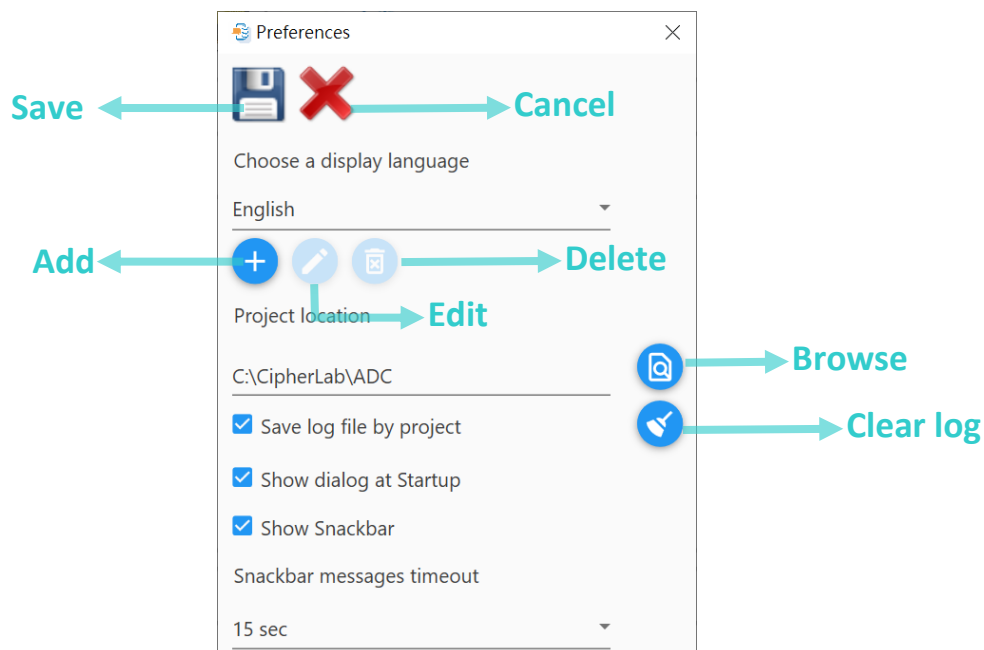 Preferences
Save
Cancel
Choose a display language
English
Add
Delete
Project location
Edit
Browse
C:\CipherLab\ADC
Save log file by project
Clear log
Show dialog at Startup
Show Snackbar
Snackbar messages timeout
15 sec